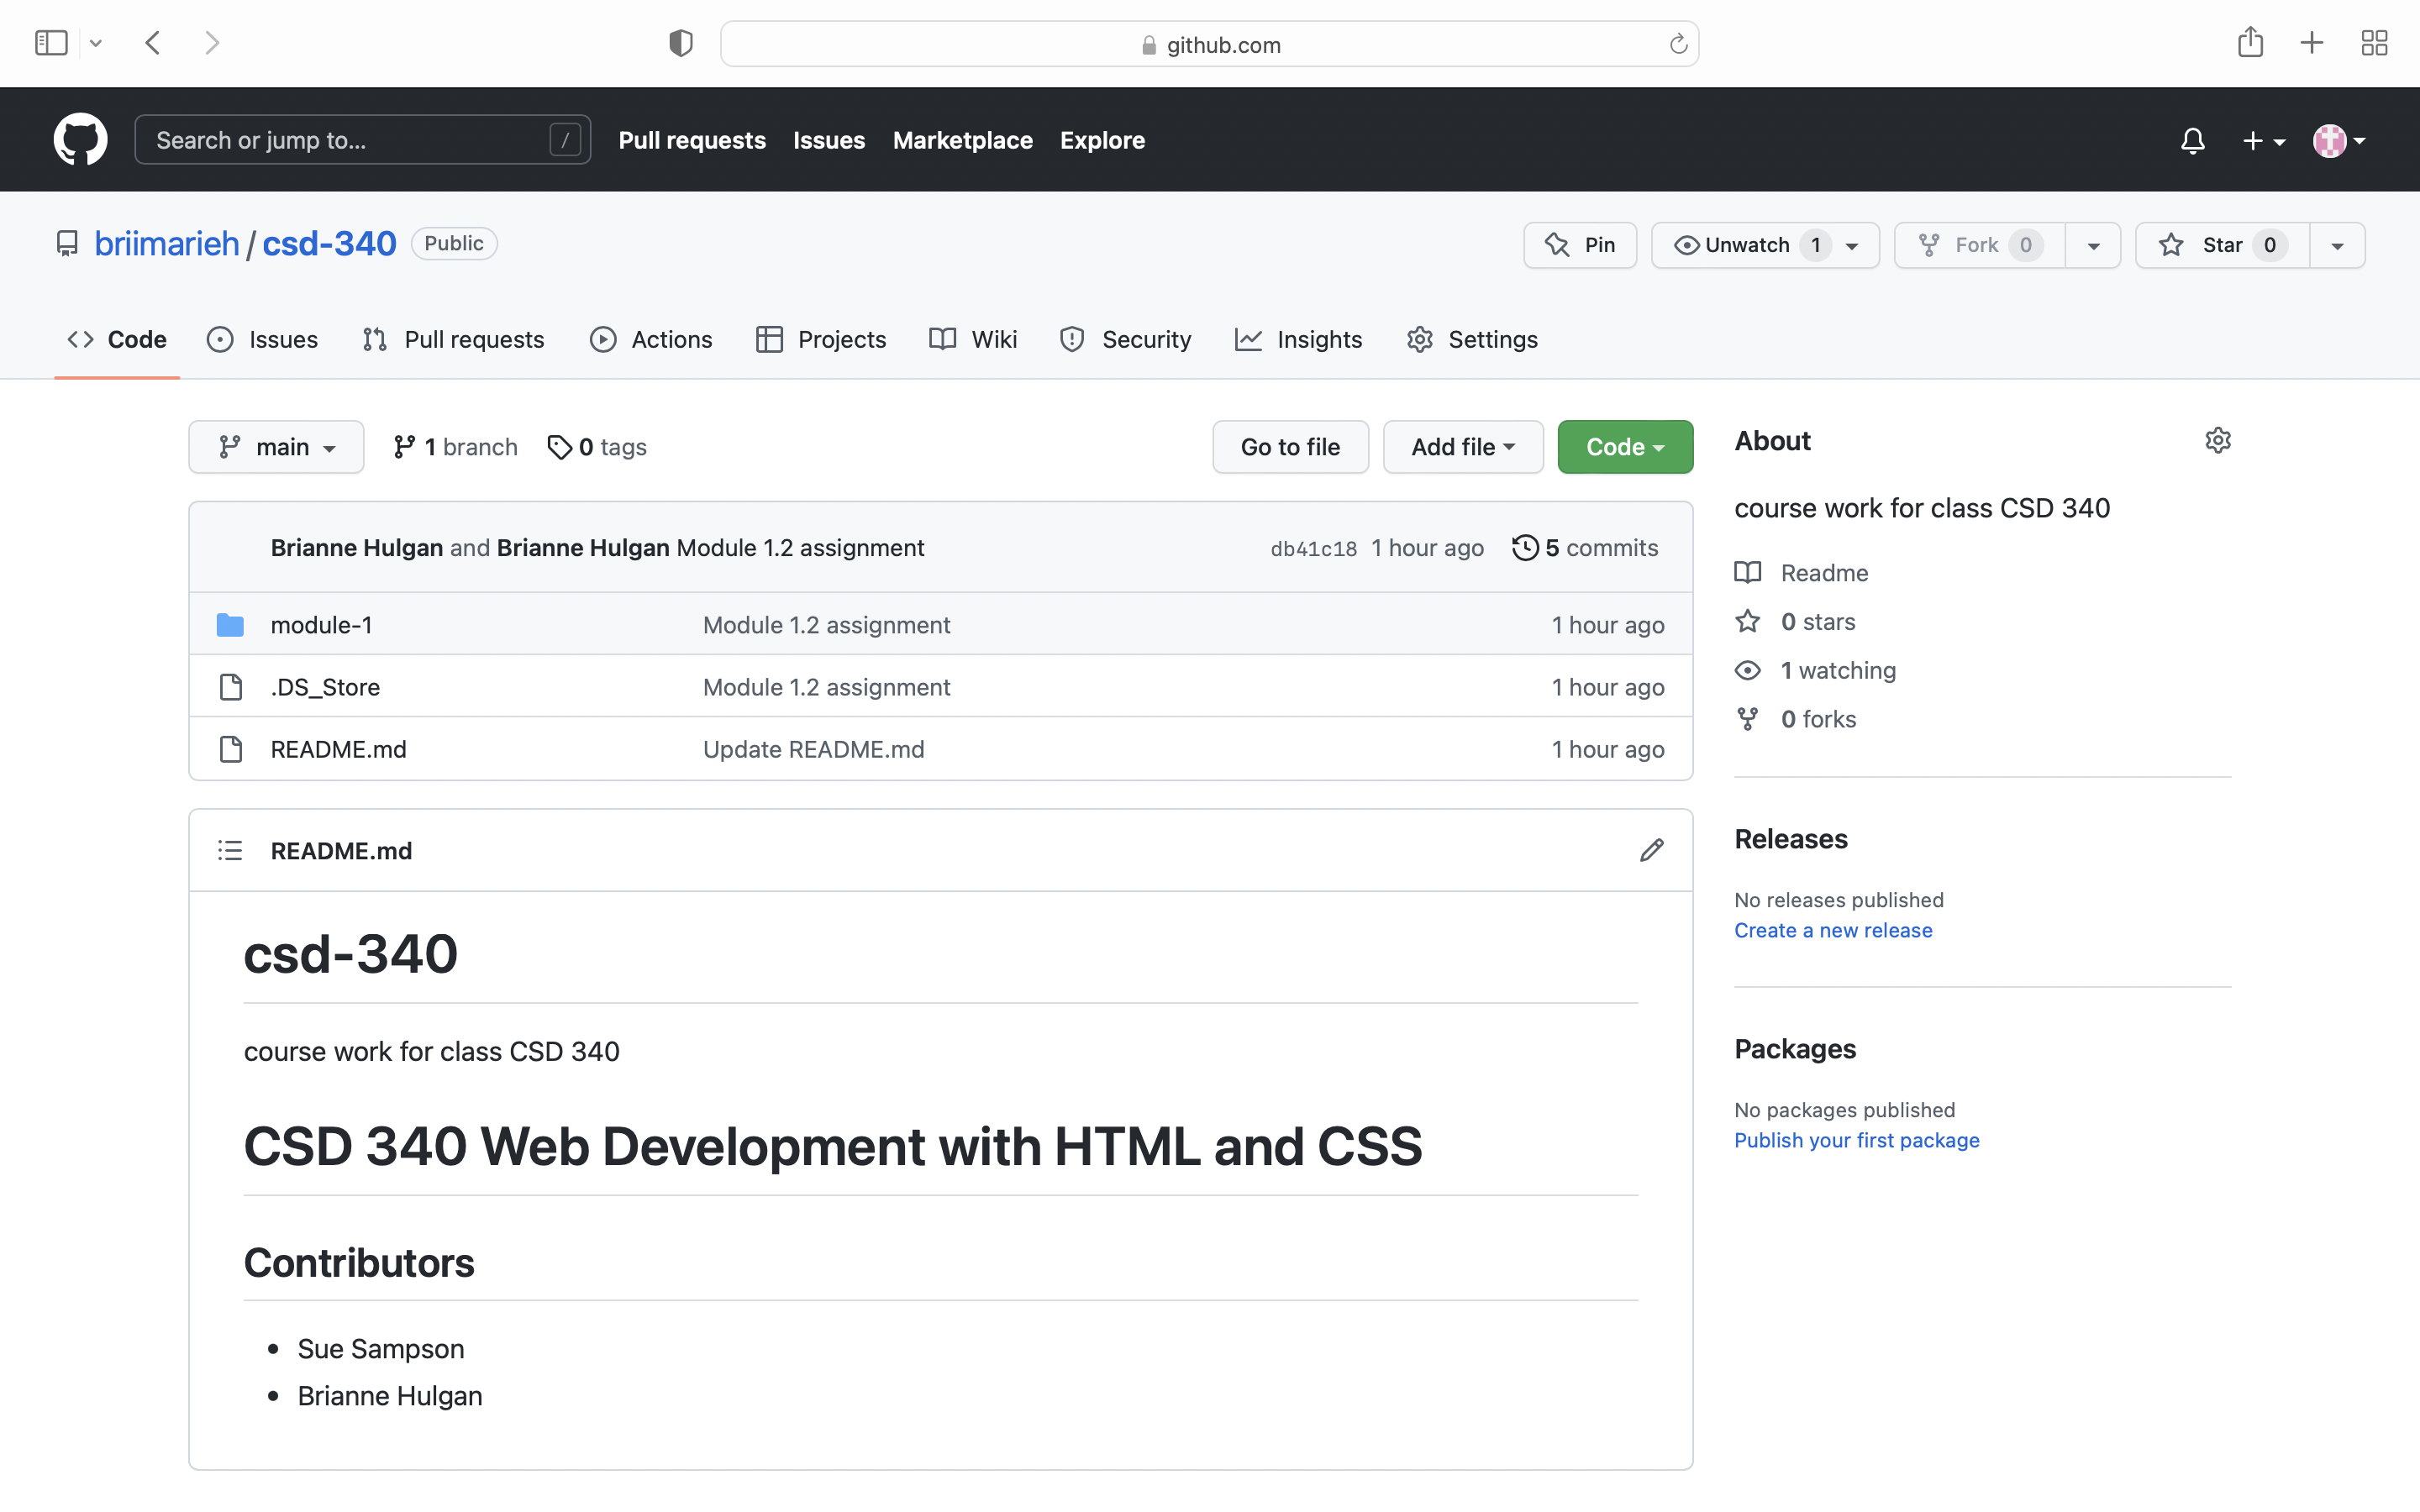 github.com
Search or jump to... / Pull requests Issues Marketplace Explore
briimarieh / csd-340 Public Pin Unwatch 1 Fork 0 Star 0
Code Issues Pull requests Actions Projects Wiki Security Insights Settings
main 1 branch 0 tags Go to file Add file Code
Brianne Hulgan and Brianne Hulgan Module 1.2 assignment db41c18 1 hour ago 5 commits
module-1 Module 1.2 assignment 1 hour ago
.DS_Store Module 1.2 assignment 1 hour ago
README.md Update README.md 1 hour ago
README.md
csd-340
course work for class CSD 340
CSD 340 Web Development with HTML and CSS
Contributors
Sue Sampson
Brianne Hulgan
About
course work for class CSD 340
Readme
0 stars
1 watching
0 forks
Releases
No releases published
Create a new release
Packages
No packages published
Publish your first package